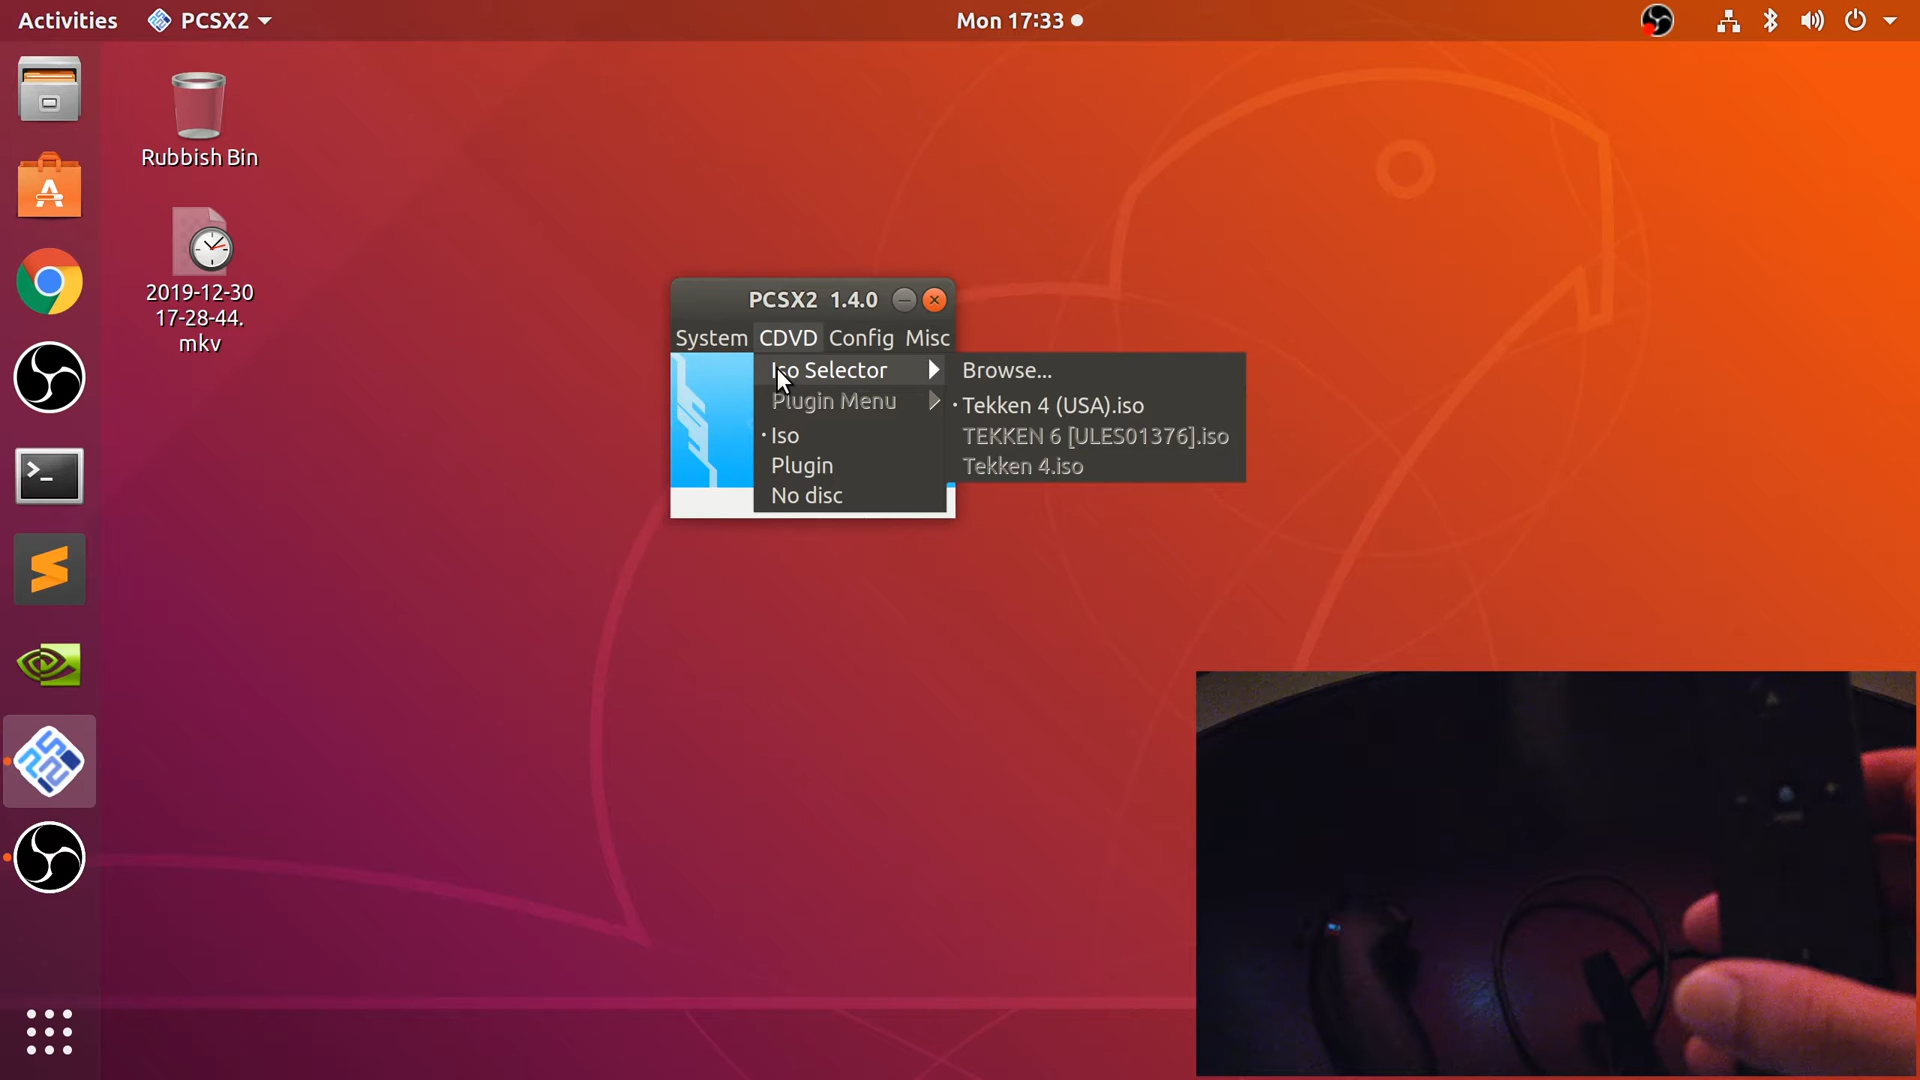 Activities
PCSX2
Mon 17:33
Rubbish Bin
2019-12-30
17-28-44.
mkv
PCSX2 1.4.0
System CDVD Config Misc
Iso Selector
Plugin Menu
Iso
Plugin
No disc
Browse...
Tekken 4 (USA).iso
TEKKEN 6 [ULES01376].iso
Tekken 4.iso